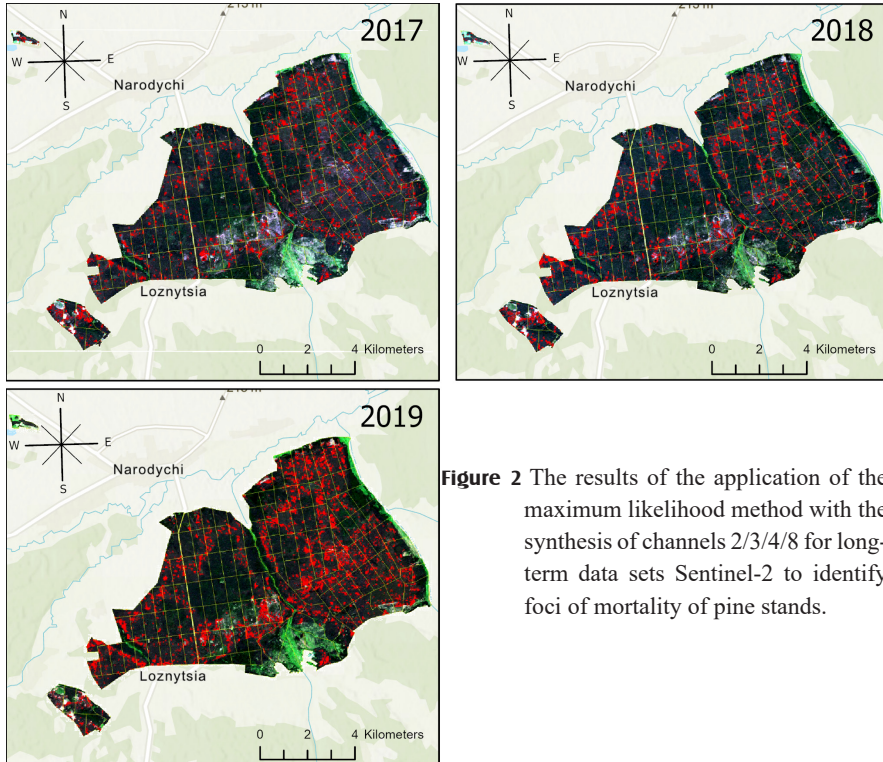 213 m
N
2017
W E
S
Narodychi
Loznytsia
0 2 4 Kilometers
N
2018
W E
S
Narodychi
Loznytsia
0 2 4 Kilometers
N
2019
W E
S
Narodychi
Loznytsia
0 2 4 Kilometers
Figure 2 The results of the application of the
maximum likelihood method with the
synthesis of channels 2/3/4/8 for long-
term data sets Sentinel-2 to identify
foci of mortality of pine stands.